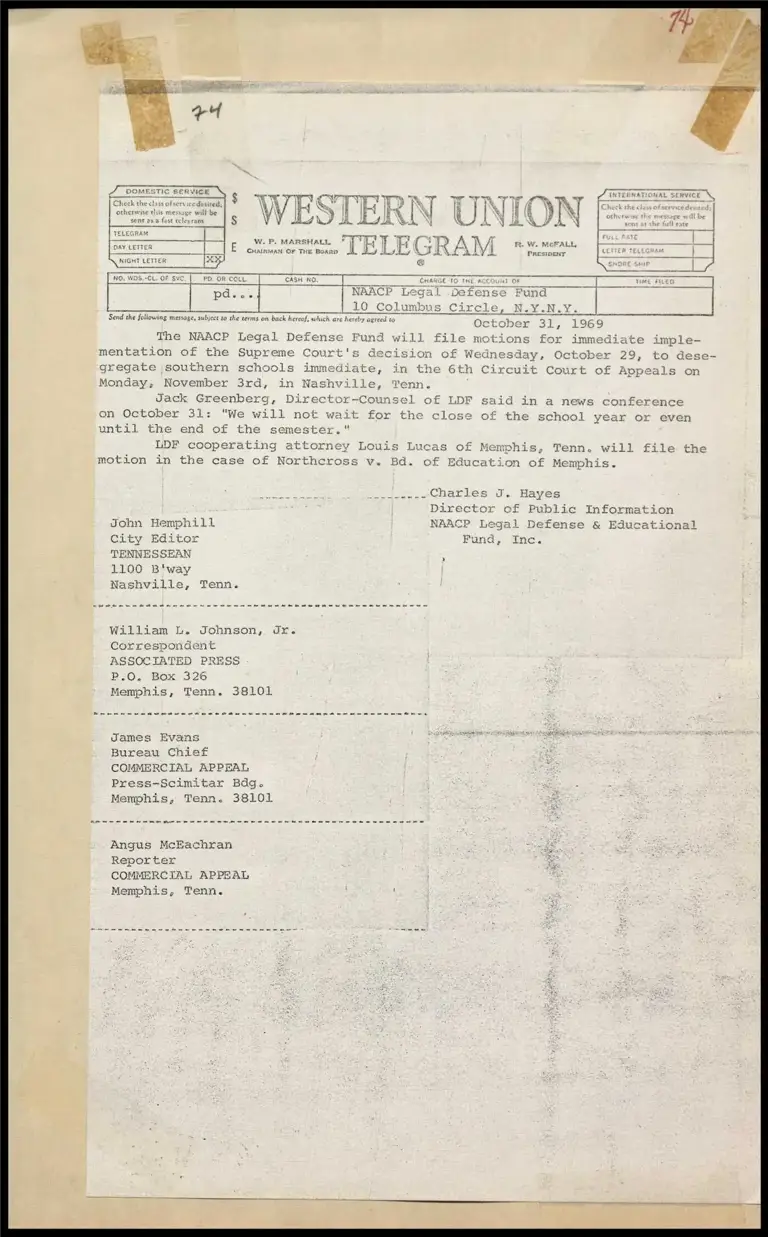 74
74
DOMESTIC SERVICE
Check the class of service desired;
otherwise this message will be
sent as a fast telegram
TELEGRAM
DAY LETTER
NIGHT LETTER XX
$
S
E
WESTERN UNION
TELEGRAM
W. P. MARSHALL
CHAIRMAN OF THE BOARD
R. W. McFALL
PRESIDENT
INTERNATIONAL SERVICE
Check the class of service desired;
otherwise the message will be
sent at the full rate
FULL RATE
LETTER TELEGRAM
SHORE SHIP
NO. WDS.-CL. OF SVC. PD. OR COLL. CASH NO. CHARGE TO THE ACCOUNT OF TIME FILED
pd... NAACP Legal Defense Fund
10 Columbus Circle, N.Y.N.Y.
Send the following message, subject to the terms on back hereof, which are hereby agreed to
October 31, 1969
The NAACP Legal Defense Fund will file motions for immediate imple-
mentation of the Supreme Court's decision of Wednesday, October 29, to dese-
gregate southern schools immediate, in the 6th Circuit Court of Appeals on
Monday, November 3rd, in Nashville, Tenn.
Jack Greenberg, Director-Counsel of LDF said in a news conference
on October 31: "We will not wait for the close of the school year or even
until the end of the semester."
LDF cooperating attorney Louis Lucas of Memphis, Tenn. will file the
motion in the case of Northcross v. Bd. of Education of Memphis.
Charles J. Hayes
Director of Public Information
NAACP Legal Defense & Educational
Fund, Inc.
John Hemphill
City Editor
TENNESSEAN
1100 B'way
Nashville, Tenn.
William L. Johnson, Jr.
Correspondent
ASSOCIATED PRESS
P.O. Box 326
Memphis, Tenn. 38101
James Evans
Bureau Chief
COMMERCIAL APPEAL
Press-Scimitar Bdg.
Memphis, Tenn. 38101
Angus McEachran
Reporter
COMMERCIAL APPEAL
Memphis, Tenn.